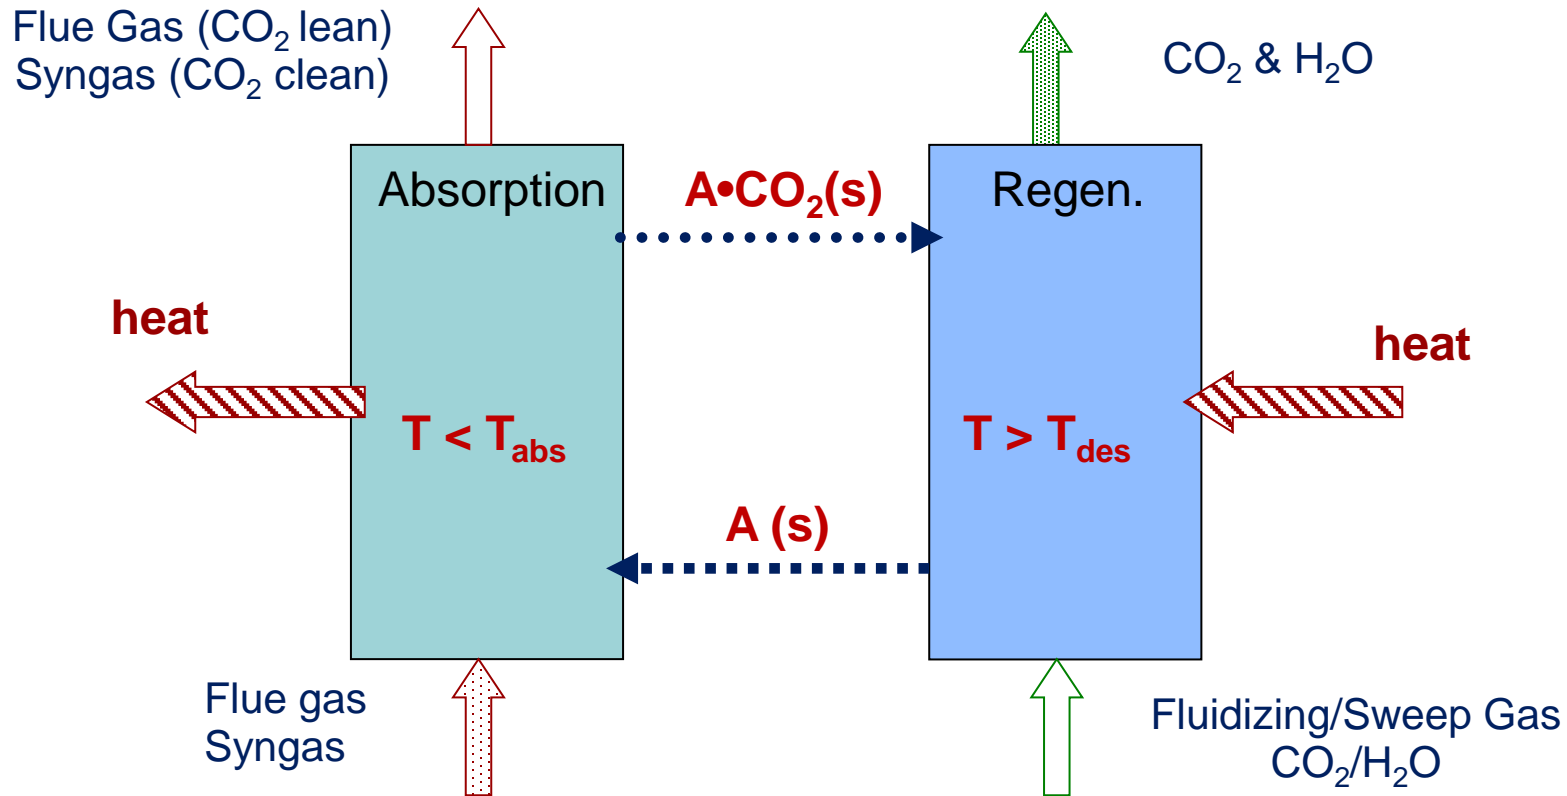 Flue Gas (CO₂ lean)
Syngas (CO₂ clean)
CO₂ & H₂O
Absorption
A•CO₂(s)
Regen.
heat
heat
T < Tabs
T > Tdes
A (s)
Flue gas
Syngas
Fluidizing/Sweep Gas
CO₂/H₂O